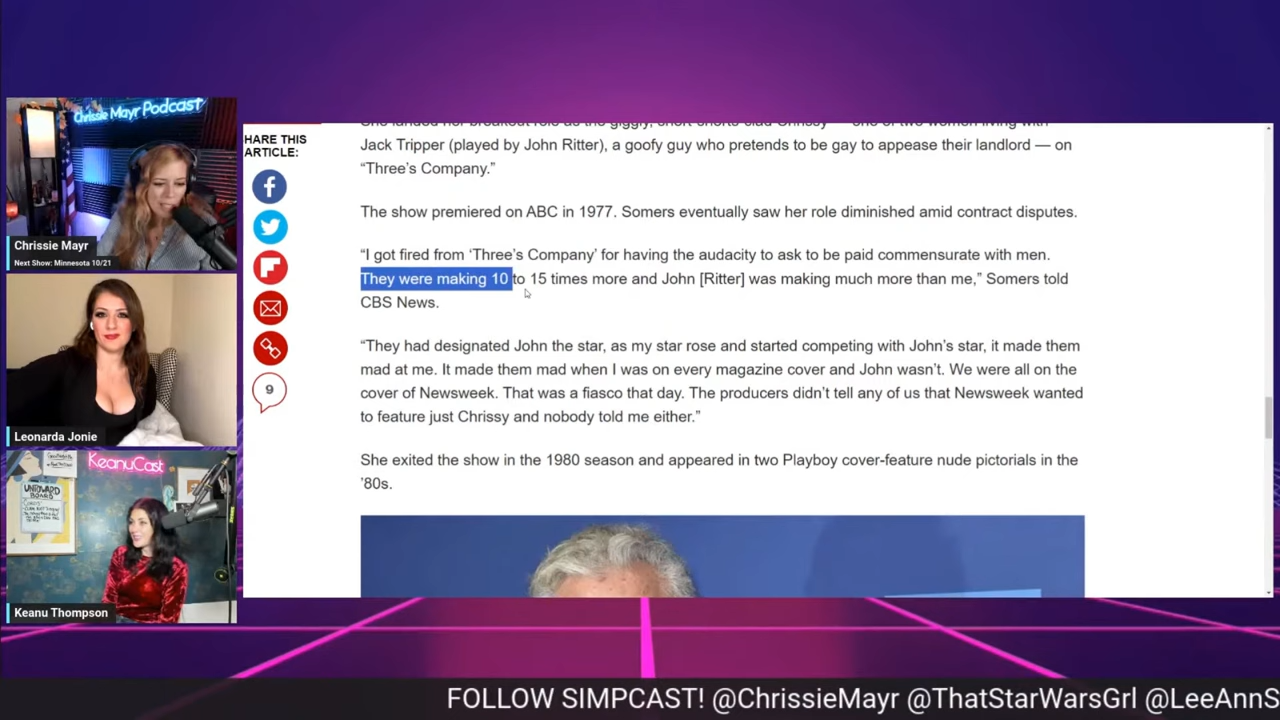 Chrissie Mayr Podcast
Chrissie Mayr
Next Show: Minnesota 10/21
Leonarda Jonie
KeanuCast
UNTOWARD
BOARD
Keanu Thompson
HARE THIS
ARTICLE:
9
Jack Tripper (played by John Ritter), a goofy guy who pretends to be gay to appease their landlord — on
“Three’s Company.”
The show premiered on ABC in 1977. Somers eventually saw her role diminished amid contract disputes.
“I got fired from ‘Three’s Company’ for having the audacity to ask to be paid commensurate with men.
They were making 10 to 15 times more and John [Ritter] was making much more than me,” Somers told
CBS News.
“They had designated John the star, as my star rose and started competing with John’s star, it made them
mad at me. It made them mad when I was on every magazine cover and John wasn’t. We were all on the
cover of Newsweek. That was a fiasco that day. The producers didn’t tell any of us that Newsweek wanted
to feature just Chrissy and nobody told me either.”
She exited the show in the 1980 season and appeared in two Playboy cover-feature nude pictorials in the
’80s.
FOLLOW SIMPCAST! @ChrissieMayr @ThatStarWarsGrl @LeeAnnS